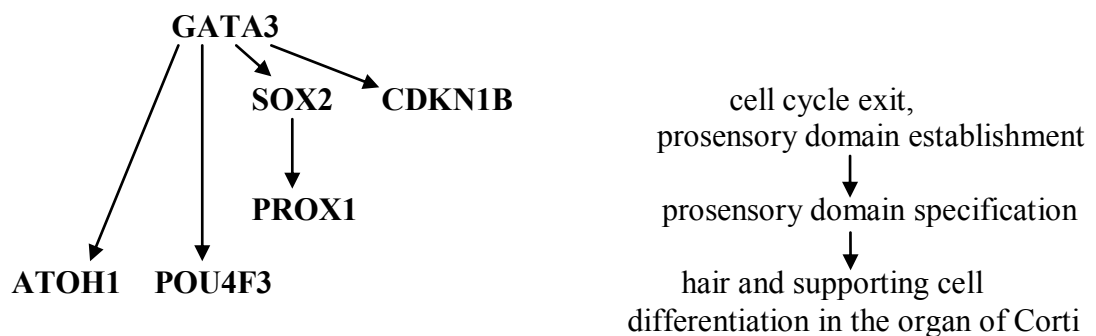 GATA3
SOX2 CDKN1B
PROX1
ATOH1 POU4F3
cell cycle exit,
prosensory domain establishment
prosensory domain specification
hair and supporting cell
differentiation in the organ of Corti